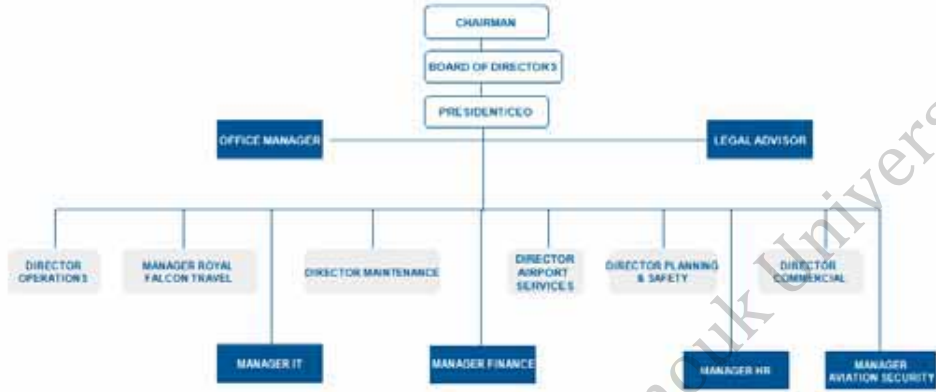 CHAIRMAN
BOARD OF DIRECTORS
PRESIDENT/CEO
OFFICE MANAGER
LEGAL ADVISOR
DIRECTOR
OPERATIONS
MANAGER ROYAL
FALCON TRAVEL
DIRECTOR MAINTENANCE
DIRECTOR
AIRPORT
SERVICES
DIRECTOR PLANNING
& SAFETY
DIRECTOR
COMMERCIAL
MANAGER IT
MANAGER FINANCE
MANAGER HR
MANAGER
AVIATION SECURITY